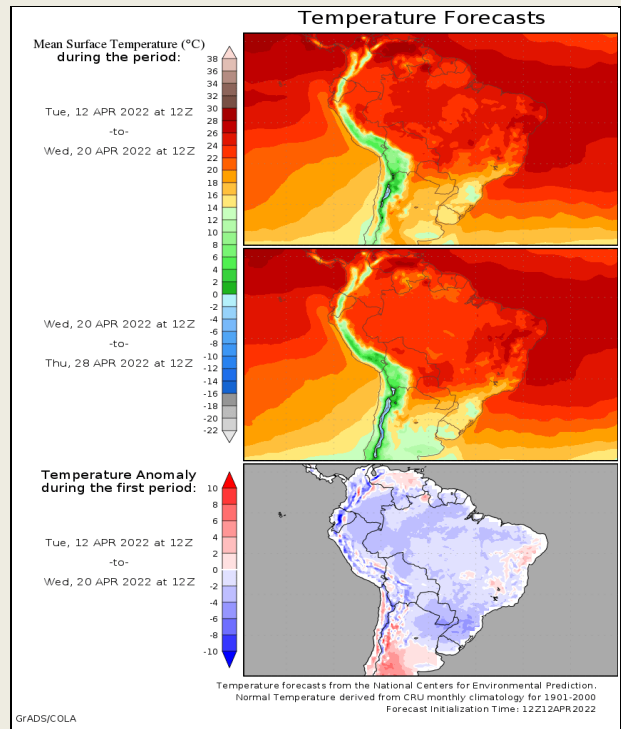 Temperature Forecasts
Mean Surface Temperature (°C)
during the period:
38
36
34
32
30
28
26
24
22
20
18
16
14
12
10
8
6
4
2
0
-2
-4
-6
-8
-10
-12
-14
-16
-18
-20
-22
Tue, 12 APR 2022 at 12Z
-to-
Wed, 20 APR 2022 at 12Z
Wed, 20 APR 2022 at 12Z
-to-
Thu, 28 APR 2022 at 12Z
Temperature Anomaly
during the first period:
10
8
6
4
2
0
-2
-4
-6
-8
-10
Tue, 12 APR 2022 at 12Z
-to-
Wed, 20 APR 2022 at 12Z
Temperature forecasts from the National Centers for Environmental Prediction.
Normal Temperature derived from CRU monthly climatology for 1901-2000
Forecast Initialization Time: 12Z12APR2022
GrADS/COLA